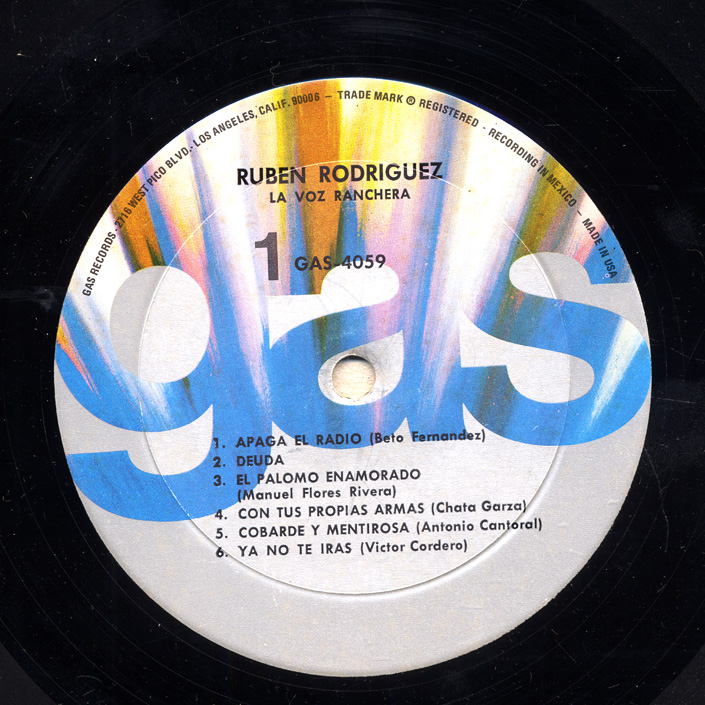 GAS RECORDS · 2716 WEST PICO BLVD. · LOS ANGELES, CALIF. 90006 — TRADE MARK ® REGISTERED · RECORDING IN MEXICO — MADE IN USA
RUBEN RODRIGUEZ
LA VOZ RANCHERA
1 GAS-4059
gas
1. APAGA EL RADIO (Beto Fernandez)
2. DEUDA
3. EL PALOMO ENAMORADO
(Manuel Flores Rivera)
4. CON TUS PROPIAS ARMAS (Chata Garza)
5. COBARDE Y MENTIROSA (Antonio Cantoral)
6. YA NO TE IRAS (Victor Cordero)